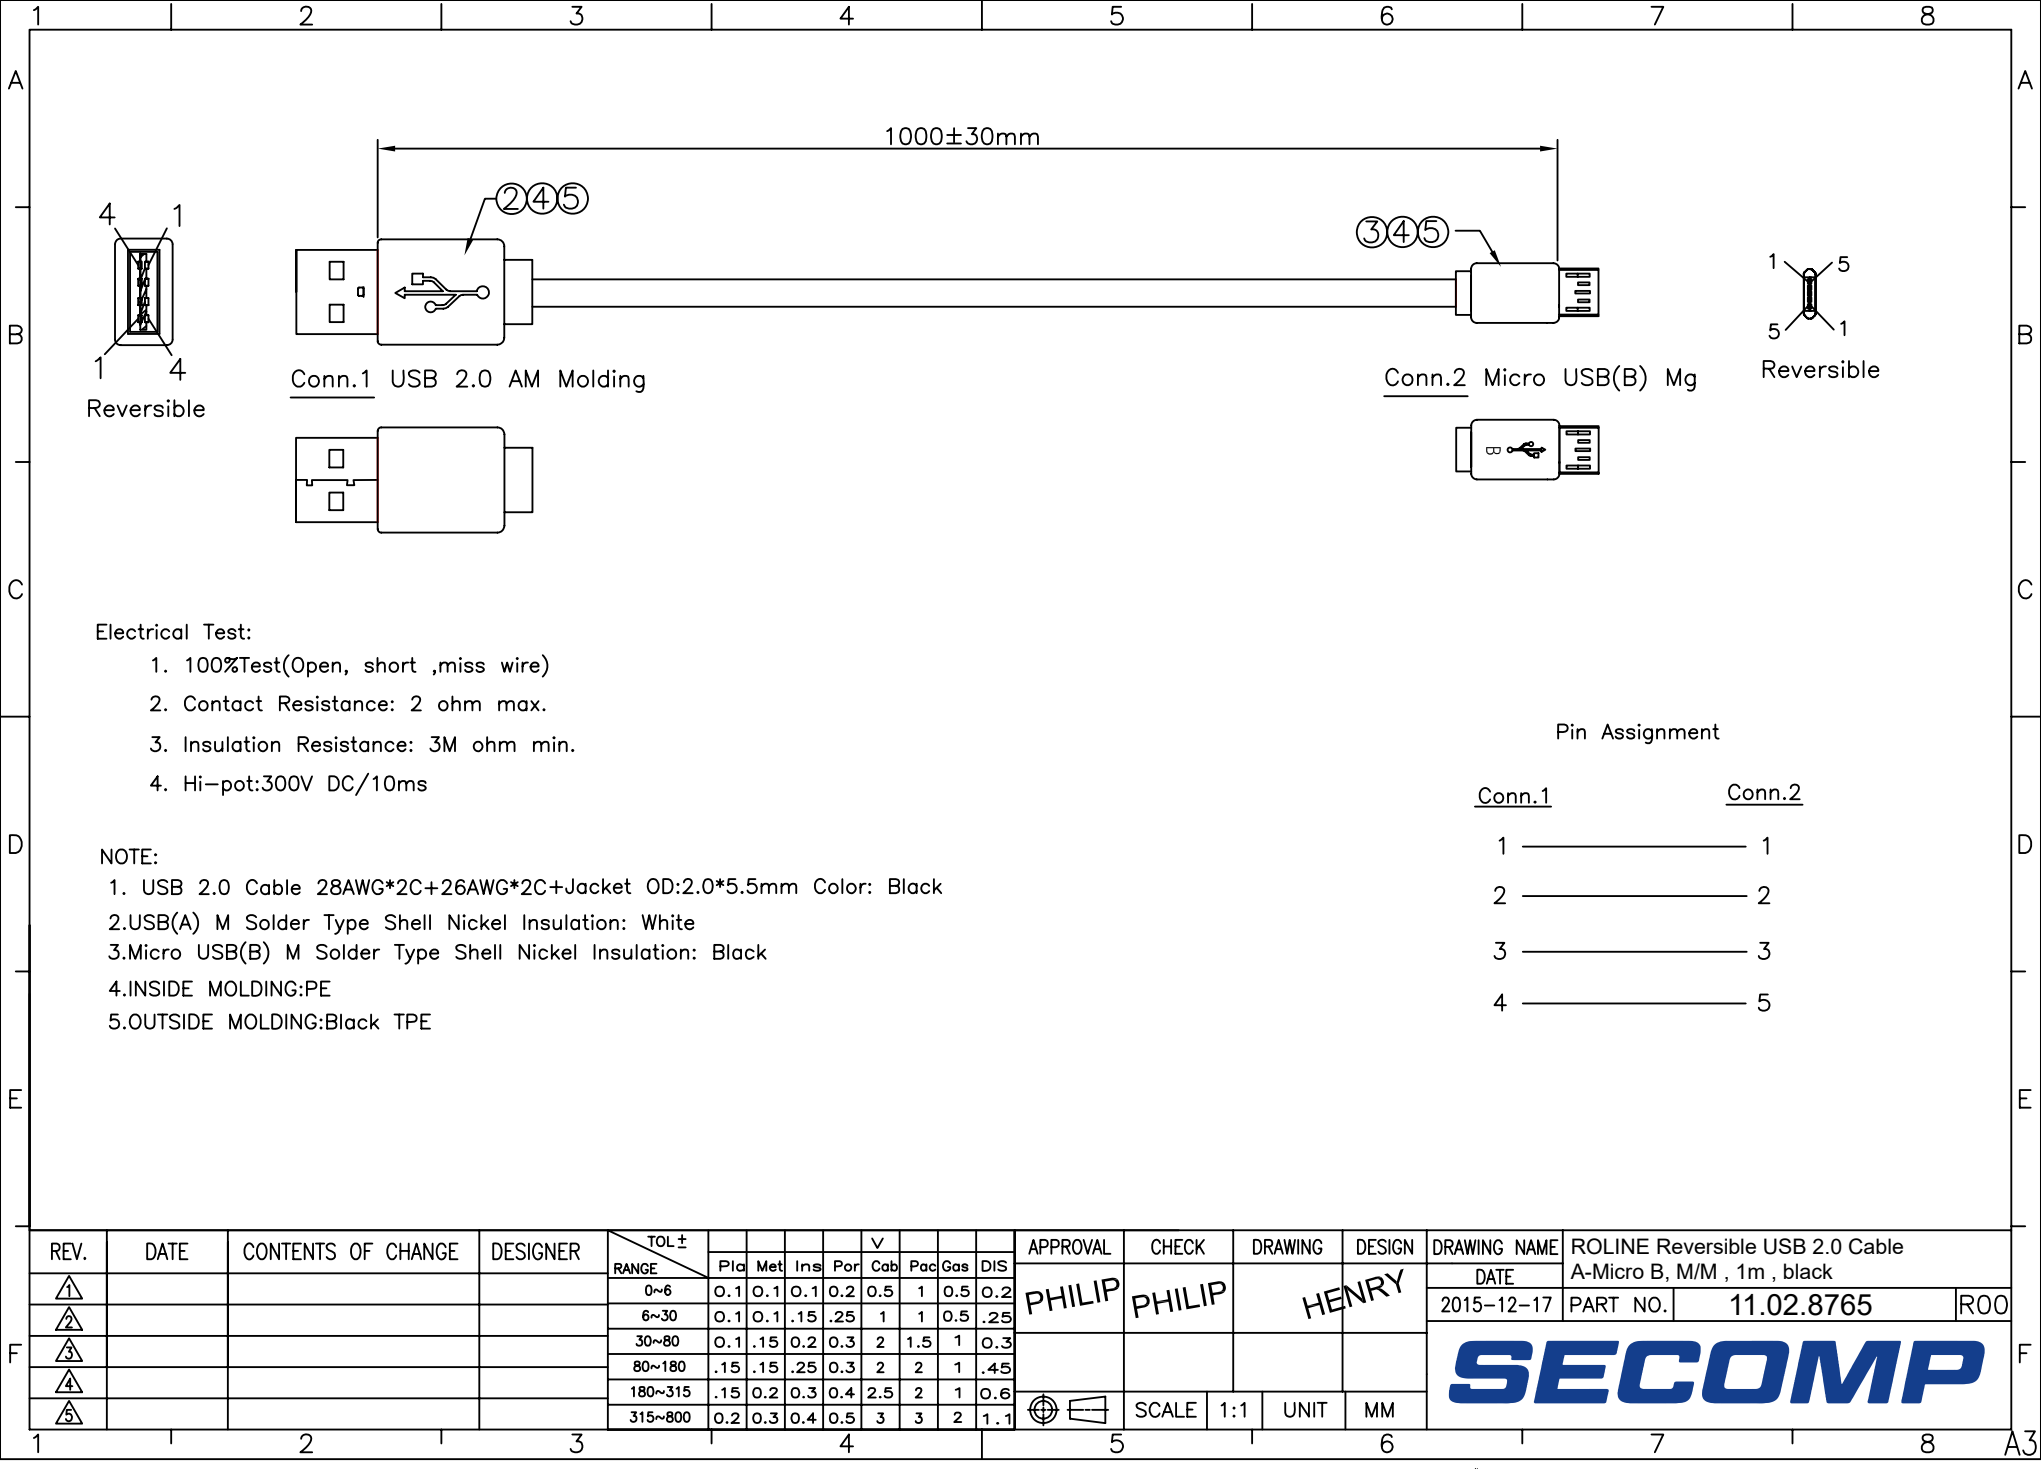 1 2 3 4 5 6 7 8
A A
1000±30mm
②④⑤
③④⑤
4 1
1 5
B B
1 4
5 1
Reversible
Conn.1 USB 2.0 AM Molding
Conn.2 Micro USB(B) Mg
Reversible
B
C C
Electrical Test:
1. 100%Test(Open, short ,miss wire)
2. Contact Resistance: 2 ohm max.
3. Insulation Resistance: 3M ohm min.
4. Hi-pot:300V DC/10ms
Pin Assignment
Conn.1 Conn.2
1 1
2 2
3 3
4 5
D D
NOTE:
1. USB 2.0 Cable 28AWG*2C+26AWG*2C+Jacket OD:2.0*5.5mm Color: Black
2.USB(A) M Solder Type Shell Nickel Insulation: White
3.Micro USB(B) M Solder Type Shell Nickel Insulation: Black
4.INSIDE MOLDING:PE
5.OUTSIDE MOLDING:Black TPE
E E
REV. DATE CONTENTS OF CHANGE DESIGNER
1
2
3
4
5
TOL± V
RANGE Pla Met Ins Por Cab Pac Gas DIS
0~6 0.1 0.1 0.1 0.2 0.5 1 0.5 0.2
6~30 0.1 0.1 .15 .25 1 1 0.5 .25
30~80 0.1 .15 0.2 0.3 2 1.5 1 0.3
80~180 .15 .15 .25 0.3 2 2 1 .45
180~315 .15 0.2 0.3 0.4 2.5 2 1 0.6
315~800 0.2 0.3 0.4 0.5 3 3 2 1.1
APPROVAL CHECK DRAWING DESIGN
PHILIP PHILIP HENRY
SCALE 1:1 UNIT MM
DRAWING NAME ROLINE Reversible USB 2.0 Cable
A-Micro B, M/M , 1m , black
DATE
2015-12-17 PART NO. 11.02.8765 R00
SECOMP
F F
1 2 3 4 5 6 7 8 A3